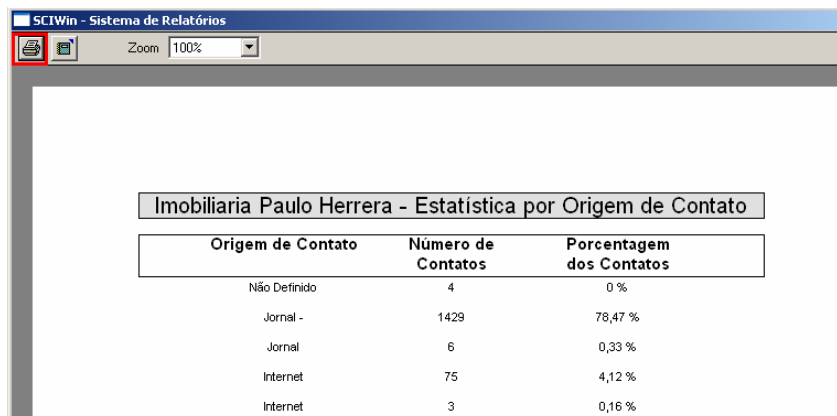 SCIWin - Sistema de Relatórios
Zoom 100%
Imobiliaria Paulo Herrera - Estatística por Origem de Contato
Origem de Contato Número de Contatos Porcentagem dos Contatos
Não Definido 4 0 %
Jornal - 1429 78,47 %
Jornal 6 0,33 %
Internet 75 4,12 %
Internet 3 0,16 %